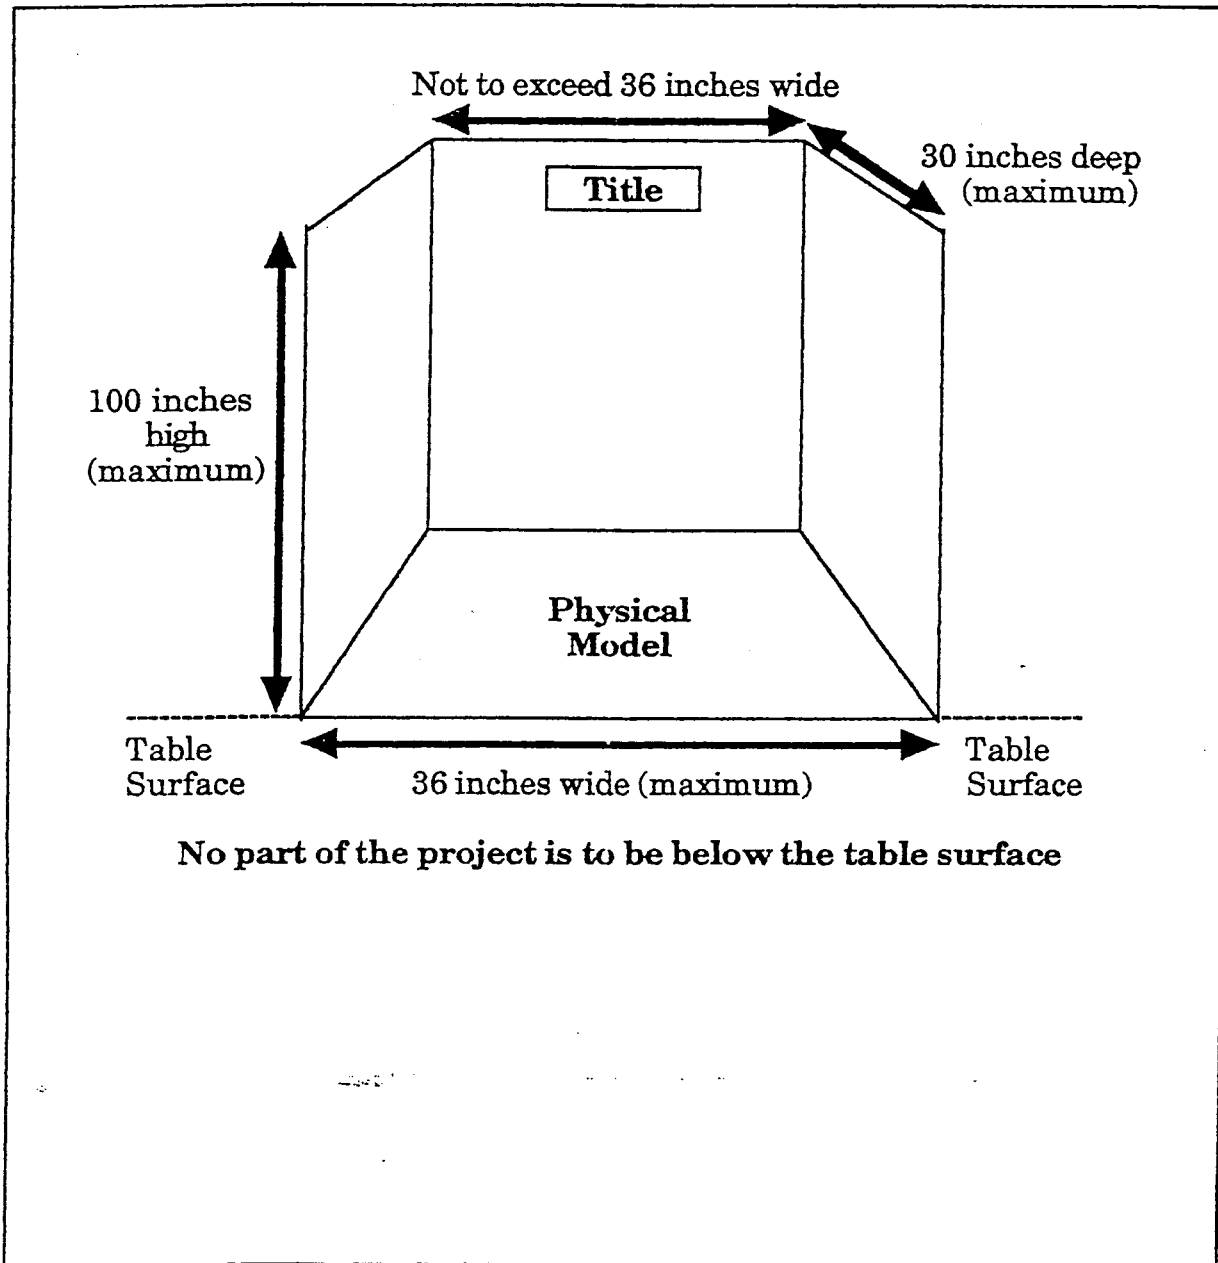 Not to exceed 36 inches wide
30 inches deep
(maximum)
Title
100 inches
high
(maximum)
Physical
Model
Table
Surface
36 inches wide (maximum)
Table
Surface
No part of the project is to be below the table surface